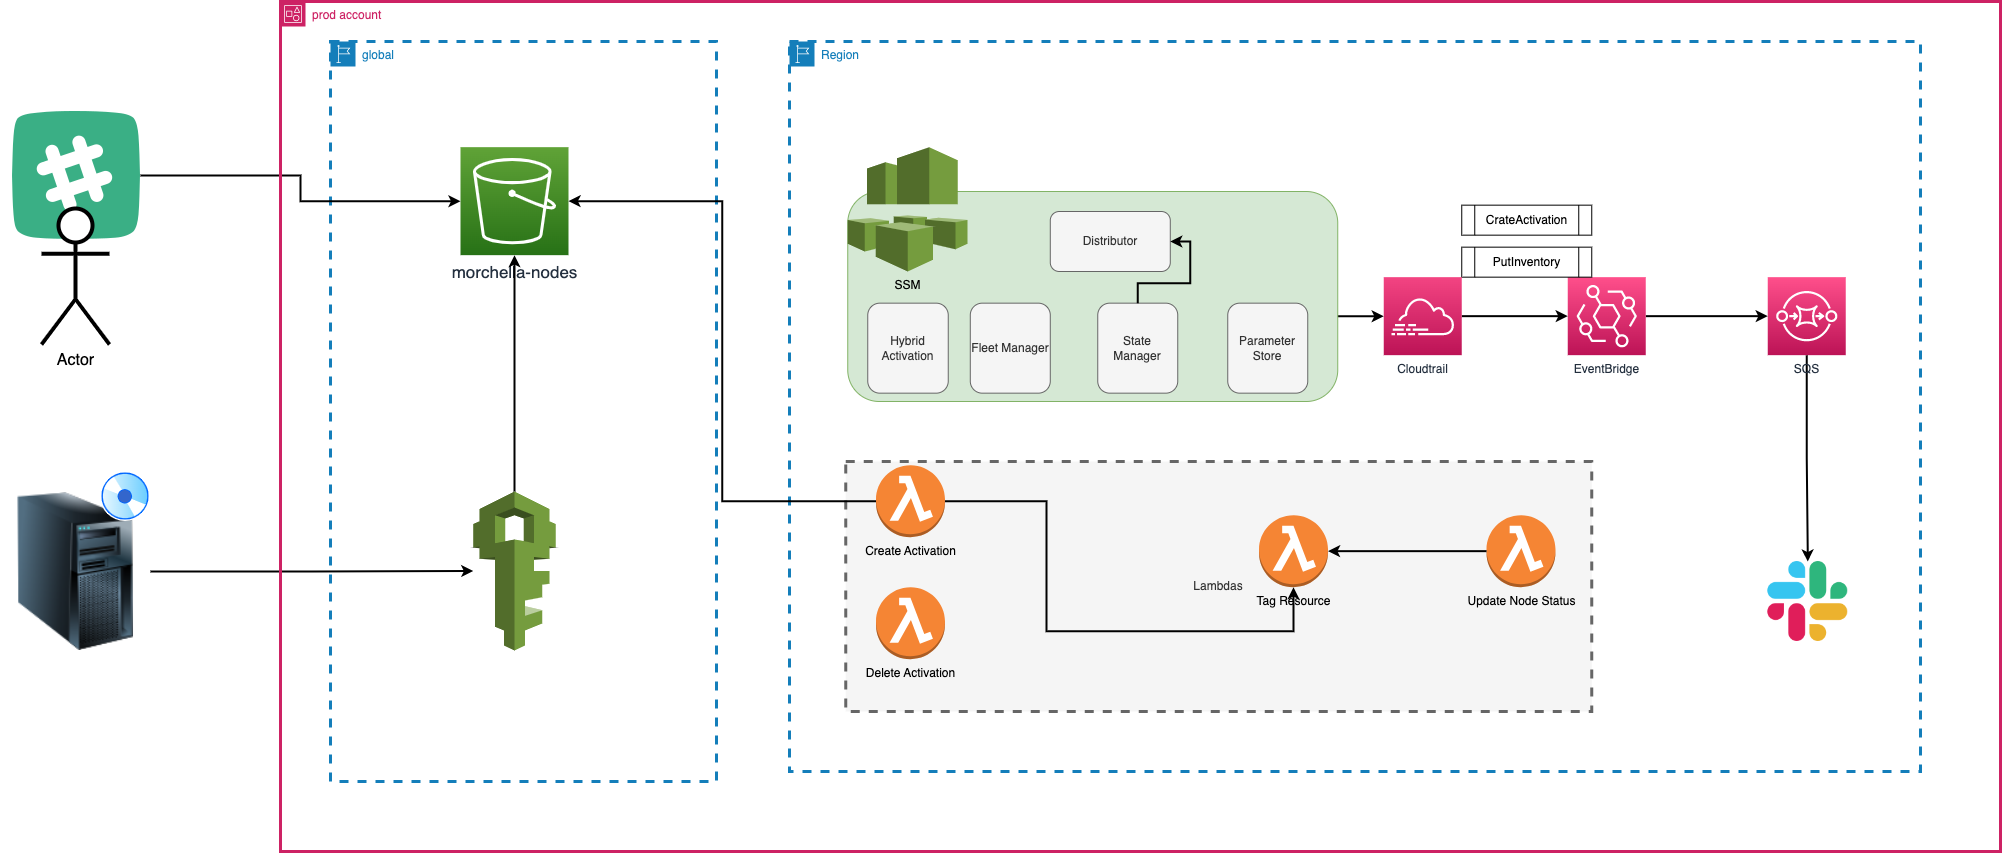 prod account
global
Region
Actor
morchella-nodes
SSM
Distributor
Hybrid
Activation
Fleet Manager
State
Manager
Parameter
Store
CrateActivation
PutInventory
Cloudtrail
EventBridge
SQS
Create Activation
Delete Activation
Lambdas
Tag Resource
Update Node Status